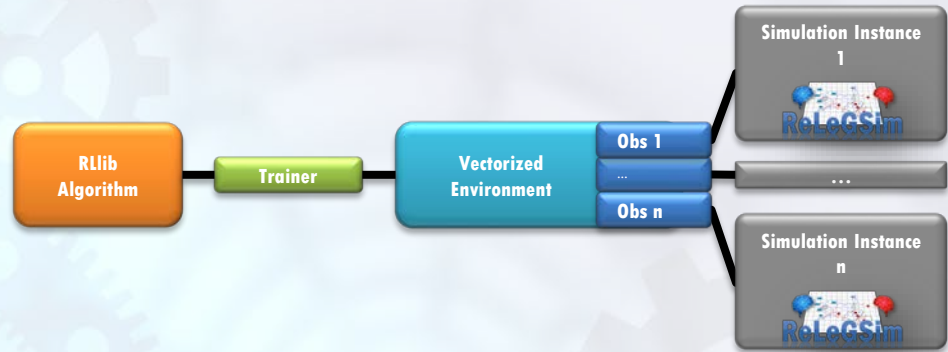 RLlib
Algorithm
Trainer
Vectorized
Environment
Obs 1
...
Obs n
Simulation Instance
1
ReLeGSim
...
Simulation Instance
n
ReLeGSim